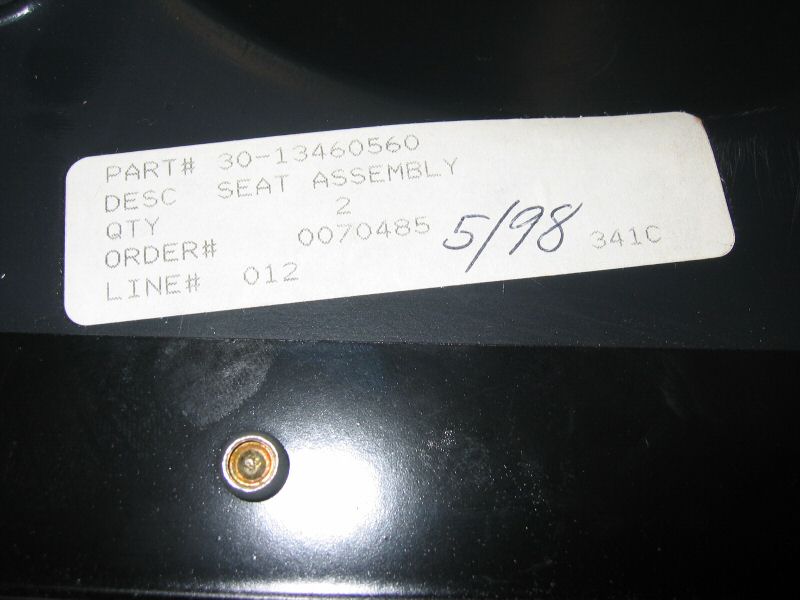 PART# 30-13460560
DESC SEAT ASSEMBLY
QTY 2
ORDER# 0070485 5/98 341C
LINE# 012